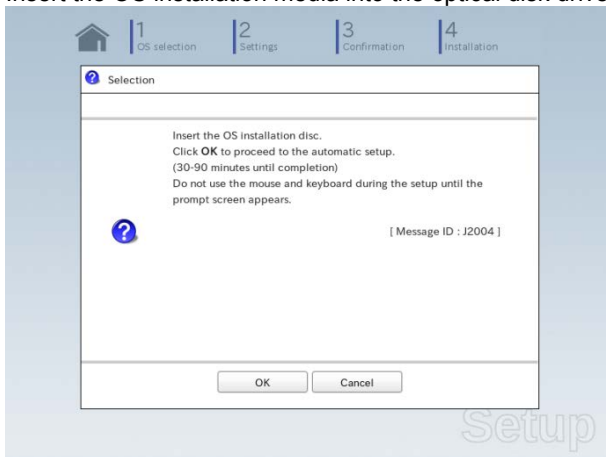 Insert the OS installation media into the optical disk drive
1
OS selection
2
Settings
3
Confirmation
4
Installation
Selection
Insert the OS installation disc.
Click OK to proceed to the automatic setup.
(30-90 minutes until completion)
Do not use the mouse and keyboard during the setup until the
prompt screen appears.
[ Message ID : J2004 ]
OK
Cancel
Setup